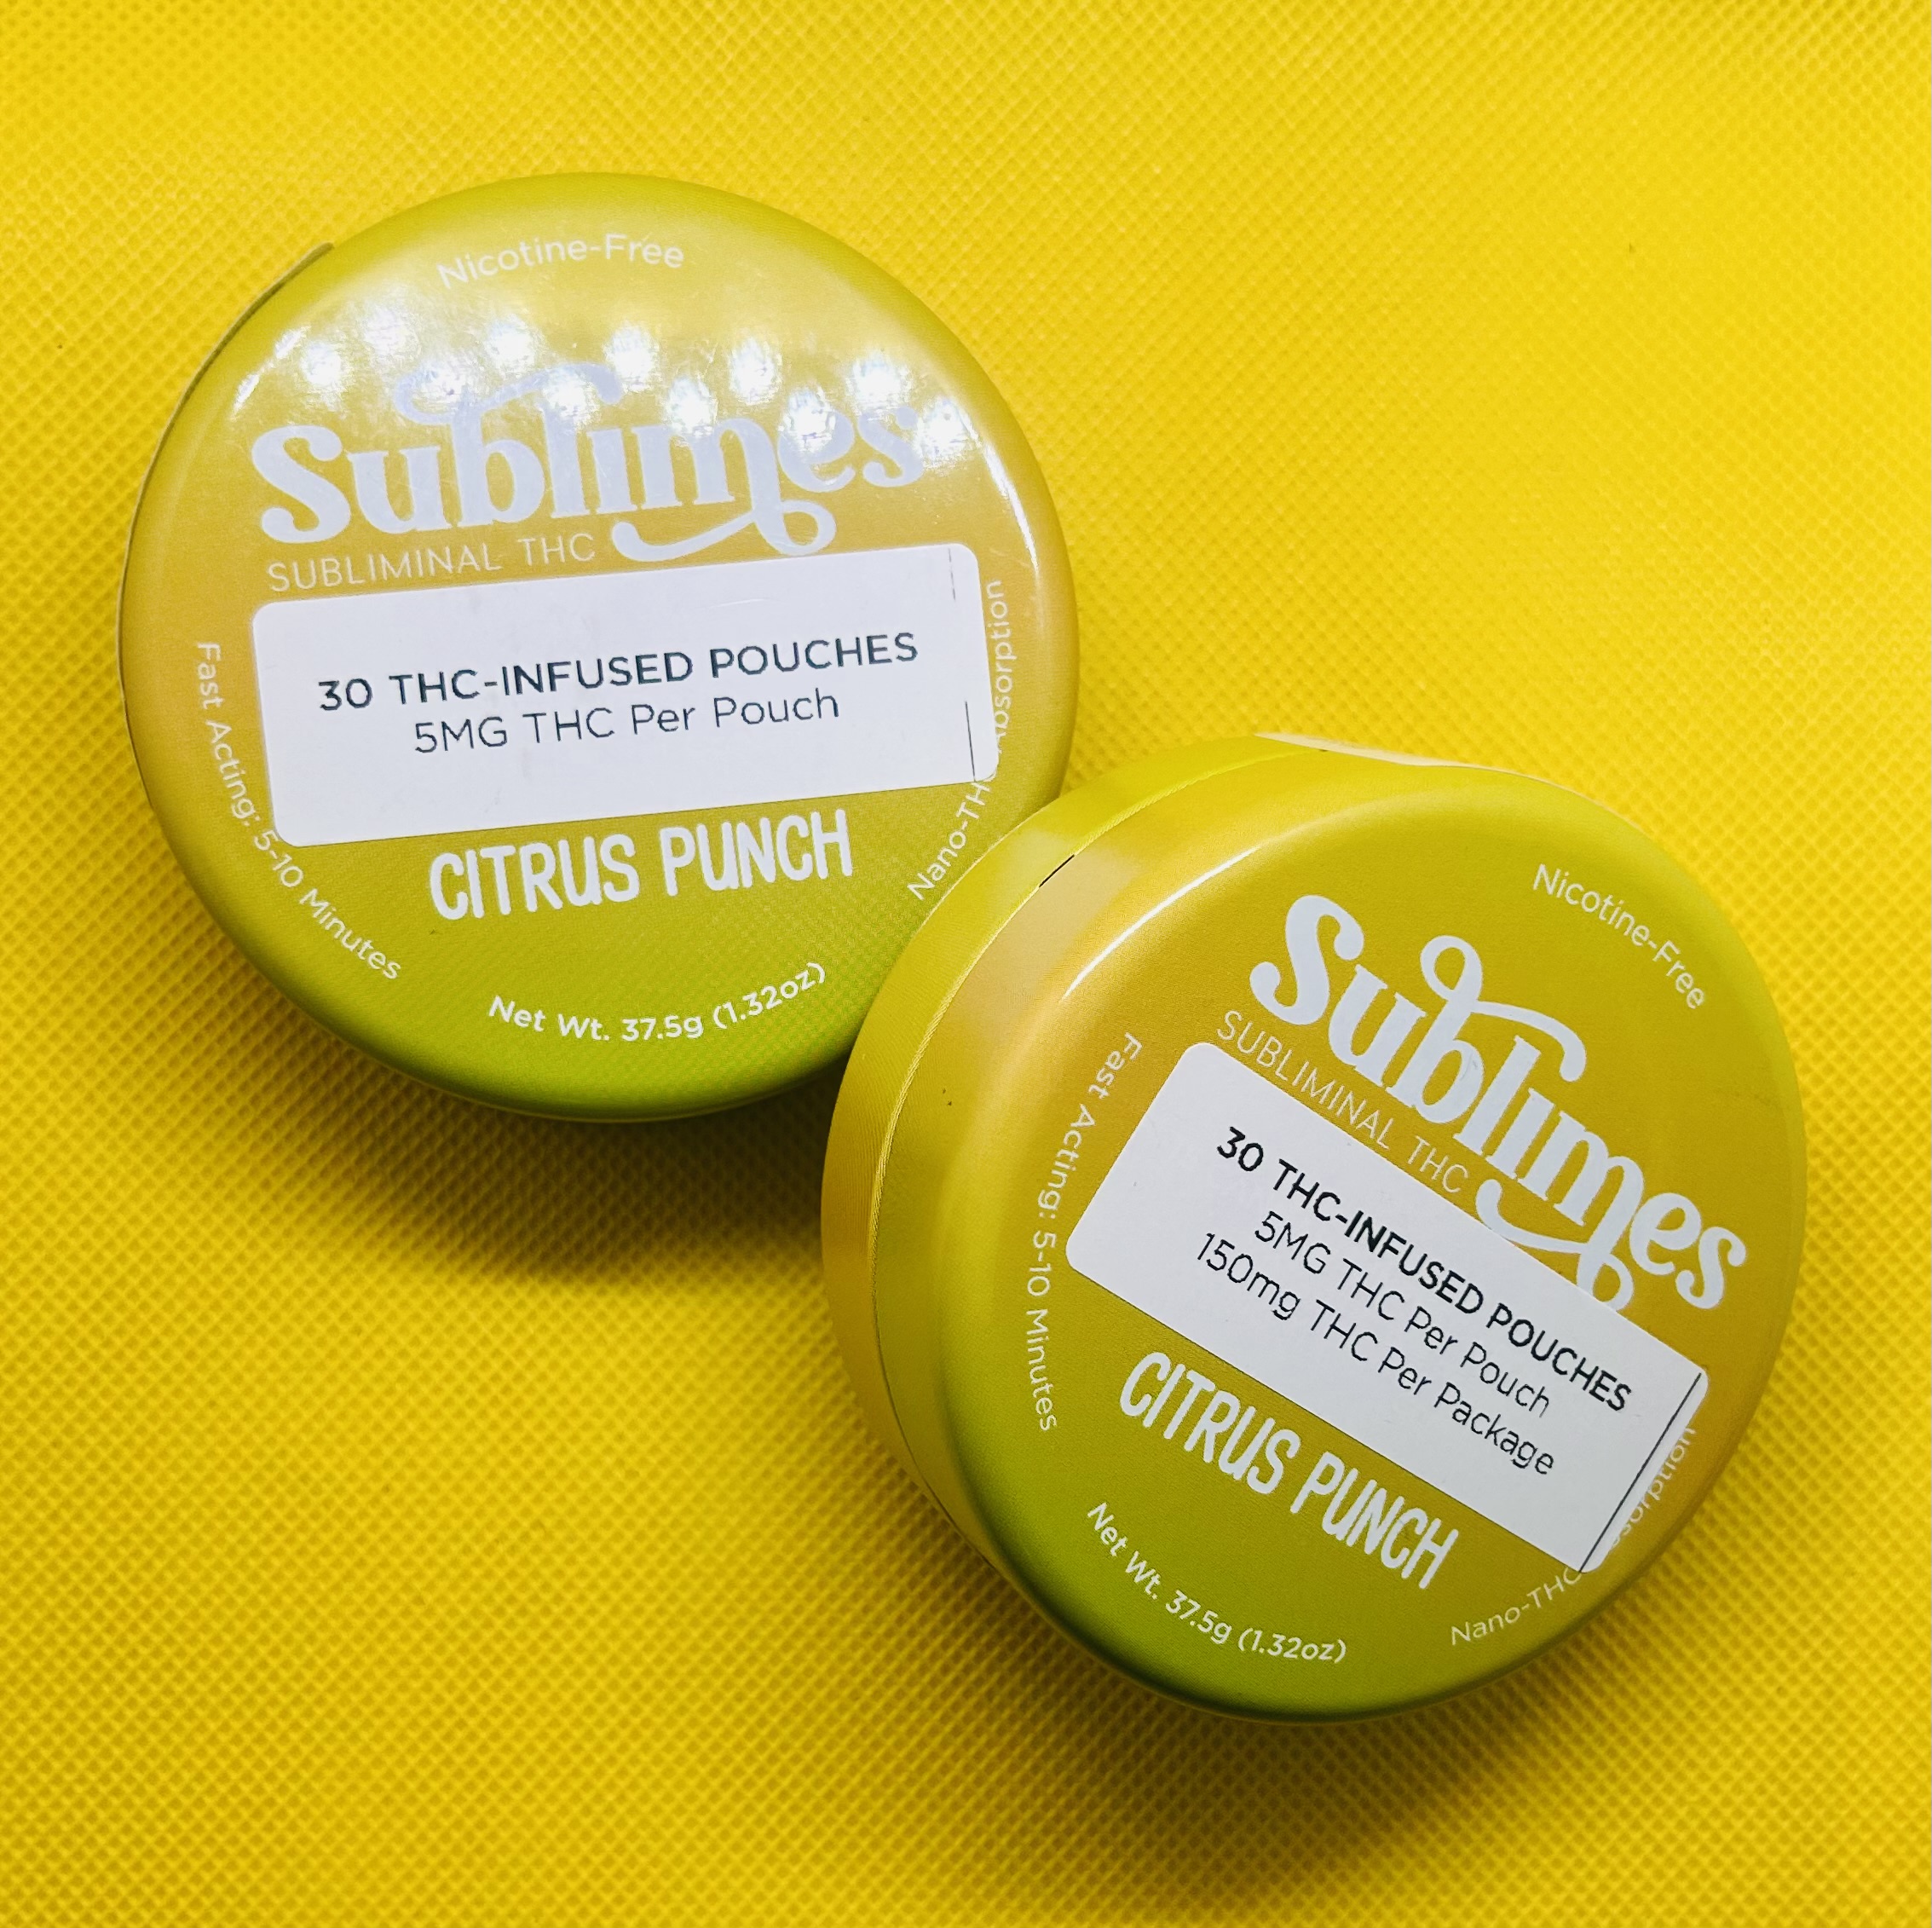 Nicotine-Free
Sublimes
SUBLIMINAL THC
30 THC-INFUSED POUCHES
5MG THC Per Pouch
CITRUS PUNCH
Fast Acting: 5-10 Minutes
Net Wt. 37.5g (1.32oz)
Nano-THC Absorption
Nicotine-Free
Sublimes
SUBLIMINAL THC
30 THC-INFUSED POUCHES
5MG THC Per Pouch
150mg THC Per Package
CITRUS PUNCH
Fast Acting: 5-10 Minutes
Net Wt. 37.5g (1.32oz)
Nano-THC